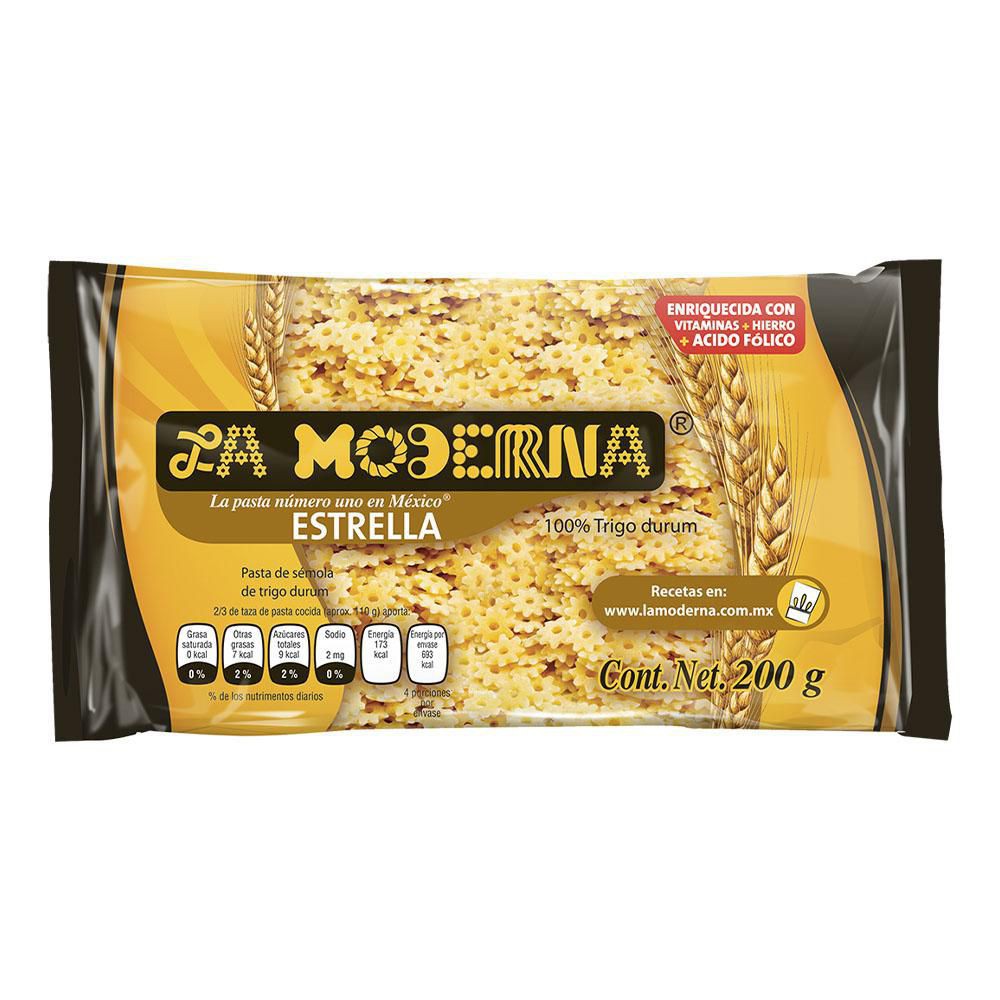 ENRIQUECIDA CON
VITAMINAS + HIERRO
+ ACIDO FÓLICO
LA MODERNA®
La pasta número uno en México®
ESTRELLA
100% Trigo durum
Pasta de sémola
de trigo durum
2/3 de taza de pasta cocida (aprox. 110 g) aporta:
Grasa saturada 0 kcal 0 %
Otras grasas 7 kcal 2 %
Azúcares totales 9 kcal 2 %
Sodio 2 mg 0 %
Energía 173 kcal
Energía por envase 693 kcal
% de los nutrimentos diarios
4 porciones
por
envase
Recetas en:
www.lamoderna.com.mx
Cont. Net. 200 g